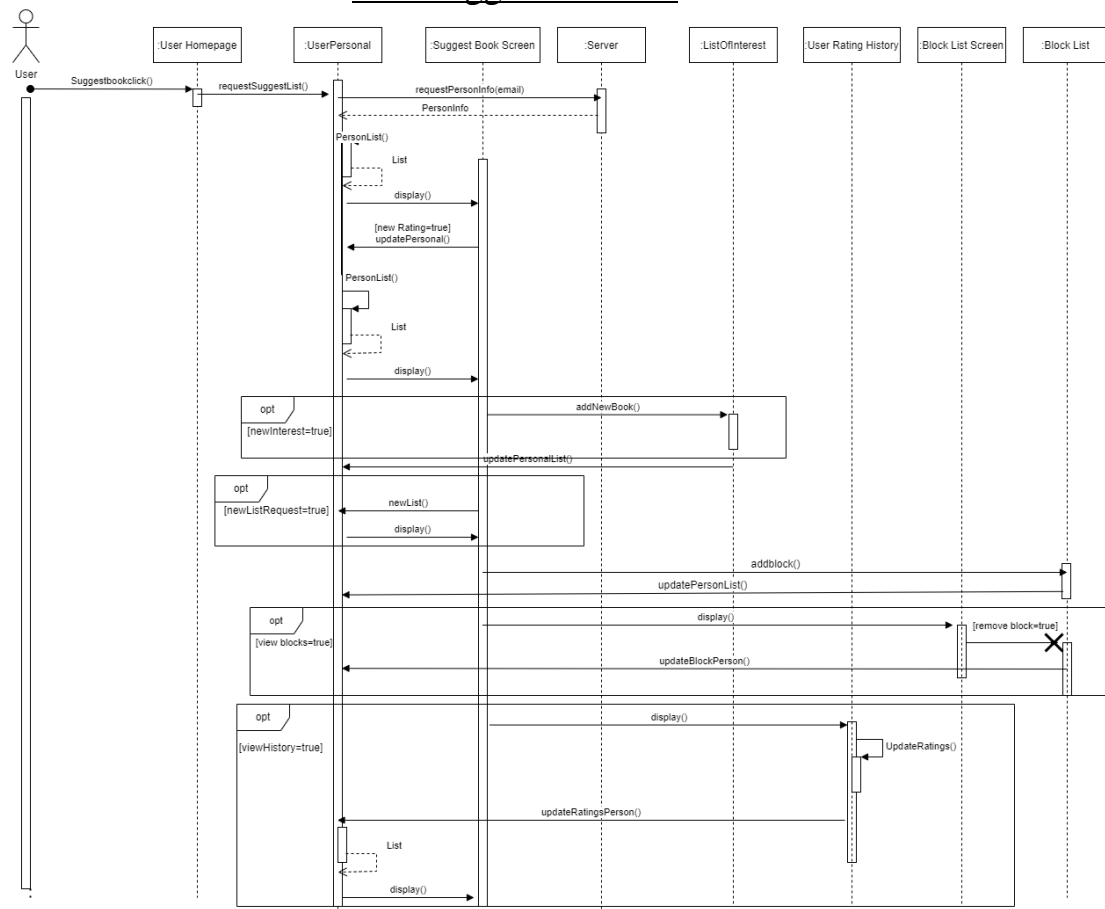 :User Homepage
:UserPersonal
:Suggest Book Screen
:Server
:ListOfInterest
:User Rating History
:Block List Screen
:Block List
User
Suggestbookclick()
requestSuggestList()
requestPersonInfo(email)
PersonInfo
PersonList()
List
display()
[new Rating=true]
updatePersonal()
PersonList()
List
display()
opt
[newInterest=true]
addNewBook()
updatePersonalList()
opt
[newListRequest=true]
newList()
display()
addblock()
updatePersonList()
opt
[view blocks=true]
display()
[remove block=true]
updateBlockPerson()
opt
[viewHistory=true]
display()
UpdateRatings()
updateRatingsPerson()
List
display()